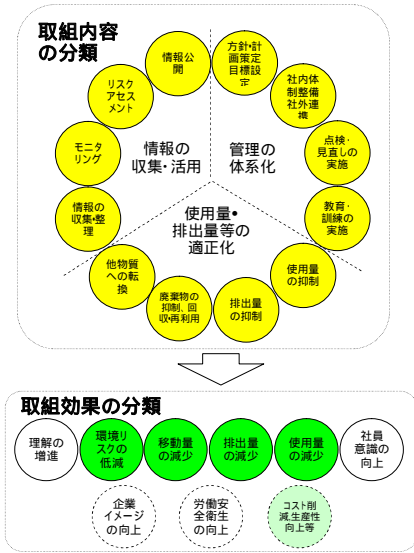 取組内容
の分類
情報公
開
方針・計
画策定
目標設
定
リスク
アセス
メント
社内体
制整備
社外連
携
モニタ
リング
情報の
収集・活用
管理の
体系化
点検・
見直しの
実施
情報の
収集・整
理
使用量・
排出量等の
適正化
教育・
訓練の
実施
他物質
への転
換
使用量
の抑制
廃棄物の
抑制、回
収・再利用
排出量
の抑制
取組効果の分類
理解の
増進
環境リ
スクの
低減
移動量
の減少
排出量
の減少
使用量
の減少
社員
意識の
向上
企業
イメージ
の向上
労働安
全衛生
の向上
コスト削
減,生産性
向上等